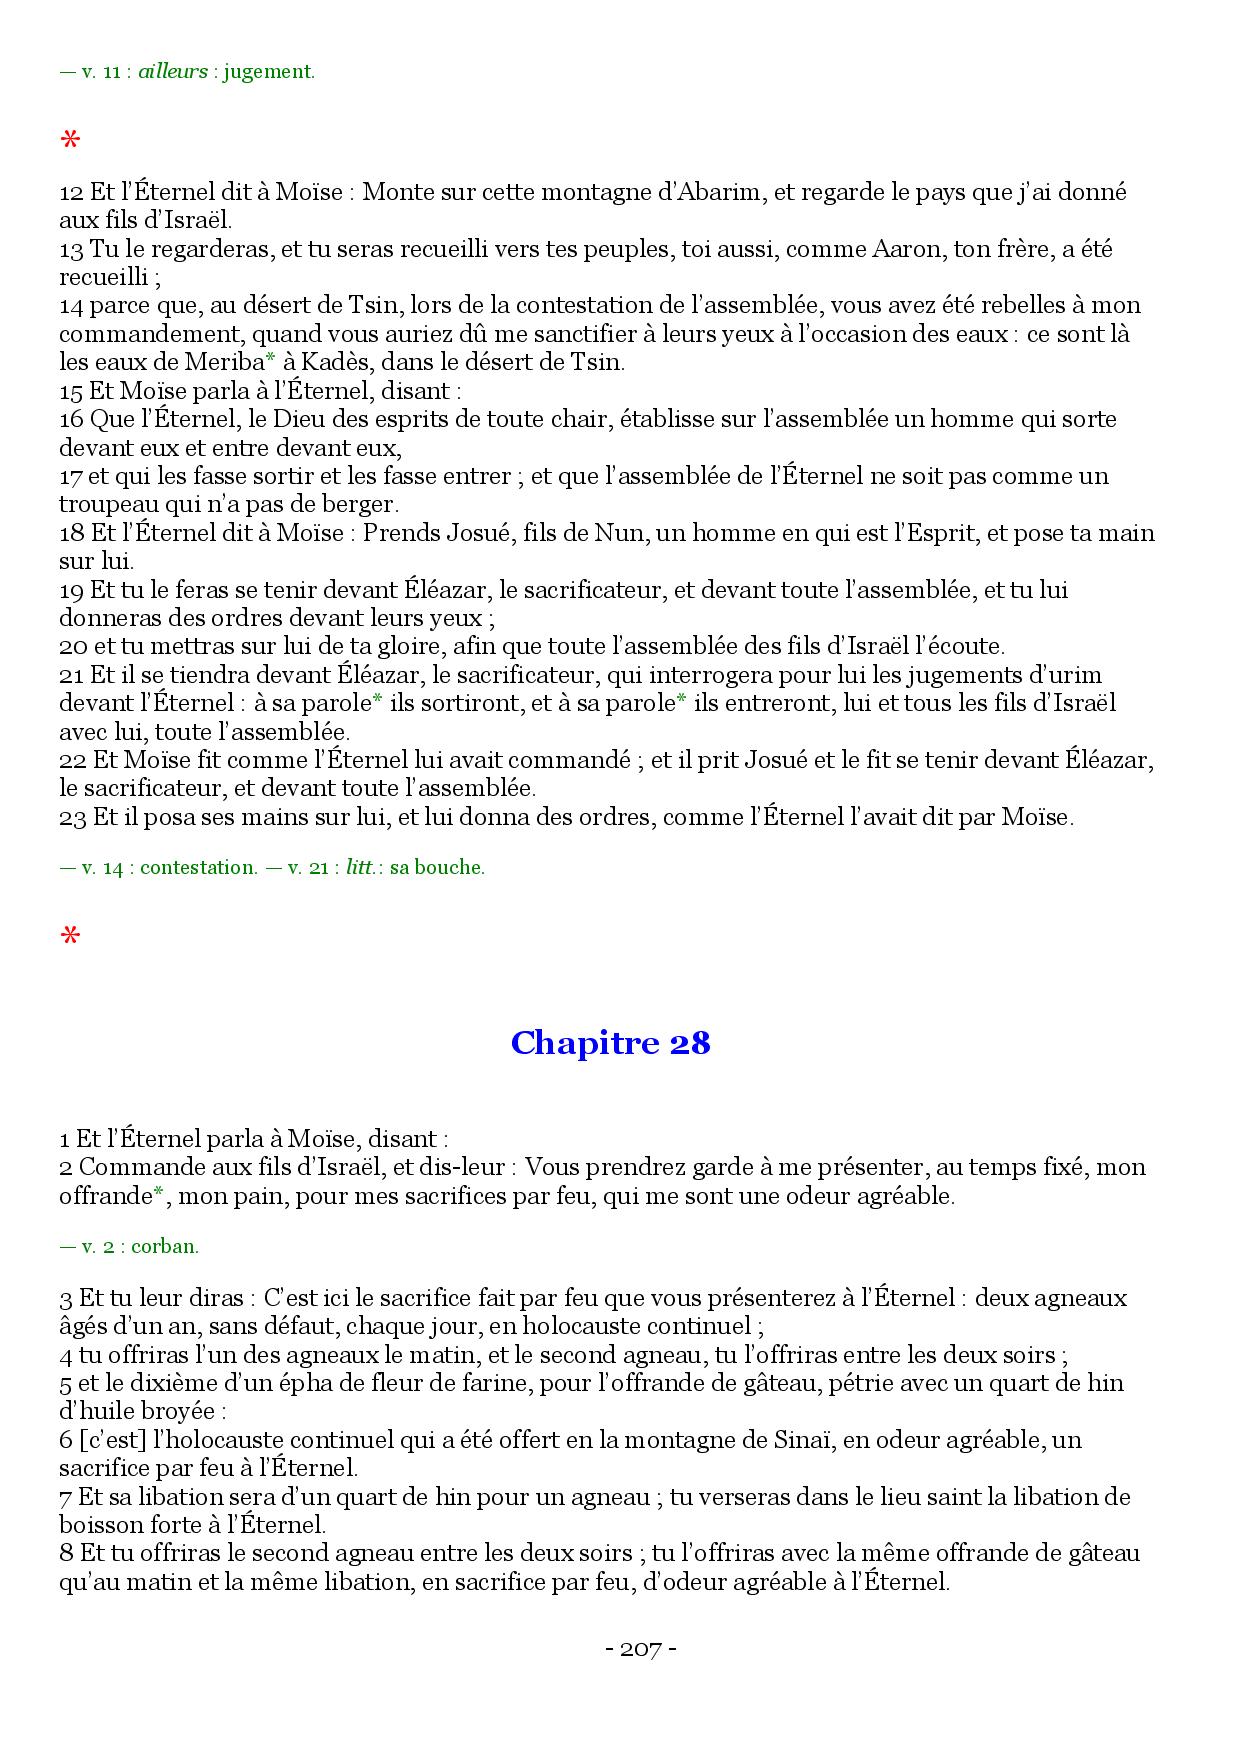 — v. 11 : ailleurs : jugement.
*
12 Et l’Éternel dit à Moïse : Monte sur cette montagne d’Abarim, et regarde le pays que j’ai donné
aux fils d’Israël.
13 Tu le regarderas, et tu seras recueilli vers tes peuples, toi aussi, comme Aaron, ton frère, a été
recueilli ;
14 parce que, au désert de Tsin, lors de la contestation de l’assemblée, vous avez été rebelles à mon
commandement, quand vous auriez dû me sanctifier à leurs yeux à l’occasion des eaux : ce sont là
les eaux de Meriba* à Kadès, dans le désert de Tsin.
15 Et Moïse parla à l’Éternel, disant :
16 Que l’Éternel, le Dieu des esprits de toute chair, établisse sur l’assemblée un homme qui sorte
devant eux et entre devant eux,
17 et qui les fasse sortir et les fasse entrer ; et que l’assemblée de l’Éternel ne soit pas comme un
troupeau qui n’a pas de berger.
18 Et l’Éternel dit à Moïse : Prends Josué, fils de Nun, un homme en qui est l’Esprit, et pose ta main
sur lui.
19 Et tu le feras se tenir devant Éléazar, le sacrificateur, et devant toute l’assemblée, et tu lui
donneras des ordres devant leurs yeux ;
20 et tu mettras sur lui de ta gloire, afin que toute l’assemblée des fils d’Israël l’écoute.
21 Et il se tiendra devant Éléazar, le sacrificateur, qui interrogera pour lui les jugements d’urim
devant l’Éternel : à sa parole* ils sortiront, et à sa parole* ils entreront, lui et tous les fils d’Israël
avec lui, toute l’assemblée.
22 Et Moïse fit comme l’Éternel lui avait commandé ; et il prit Josué et le fit se tenir devant Éléazar,
le sacrificateur, et devant toute l’assemblée.
23 Et il posa ses mains sur lui, et lui donna des ordres, comme l’Éternel l’avait dit par Moïse.
— v. 14 : contestation. — v. 21 : litt.: sa bouche.
*
Chapitre 28
1 Et l’Éternel parla à Moïse, disant :
2 Commande aux fils d’Israël, et dis-leur : Vous prendrez garde à me présenter, au temps fixé, mon
offrande*, mon pain, pour mes sacrifices par feu, qui me sont une odeur agréable.
— v. 2 : corban.
3 Et tu leur diras : C’est ici le sacrifice fait par feu que vous présenterez à l’Éternel : deux agneaux
âgés d’un an, sans défaut, chaque jour, en holocauste continuel ;
4 tu offriras l’un des agneaux le matin, et le second agneau, tu l’offriras entre les deux soirs ;
5 et le dixième d’un épha de fleur de farine, pour l’offrande de gâteau, pétrie avec un quart de hin
d’huile broyée :
6 [c’est] l’holocauste continuel qui a été offert en la montagne de Sinaï, en odeur agréable, un
sacrifice par feu à l’Éternel.
7 Et sa libation sera d’un quart de hin pour un agneau ; tu verseras dans le lieu saint la libation de
boisson forte à l’Éternel.
8 Et tu offriras le second agneau entre les deux soirs ; tu l’offriras avec la même offrande de gâteau
qu’au matin et la même libation, en sacrifice par feu, d’odeur agréable à l’Éternel.
- 207 -